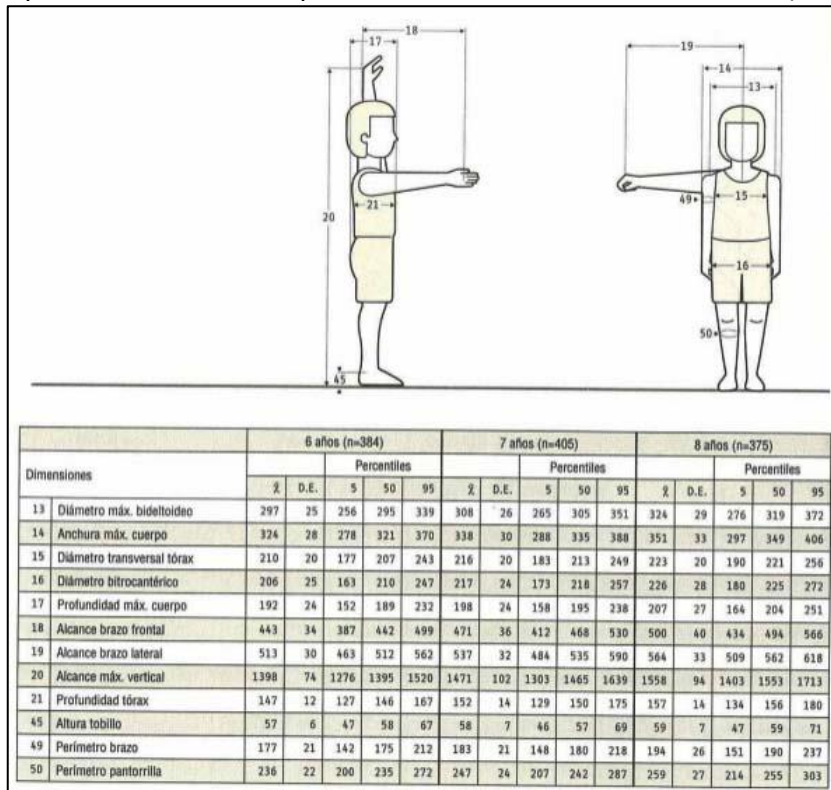 18
17
19
14
13
20
21
49
15
16
50
45
6 años (n=384) 7 años (n=405) 8 años (n=375)
Dimensiones Percentiles Percentiles Percentiles
x̄ D.E. 5 50 95 x̄ D.E. 5 50 95 x̄ D.E. 5 50 95
13 Diámetro máx. bideltoideo 297 25 256 295 339 308 26 265 305 351 324 29 276 319 372
14 Anchura máx. cuerpo 324 28 278 321 370 338 30 288 335 388 351 33 297 349 406
15 Diámetro transversal tórax 210 20 177 207 243 216 20 183 213 249 223 20 190 221 256
16 Diámetro bitrocantérico 206 25 163 210 247 217 24 173 218 257 226 28 180 225 272
17 Profundidad máx. cuerpo 192 24 152 189 232 198 24 158 195 238 207 27 164 204 251
18 Alcance brazo frontal 443 34 387 442 499 471 36 412 468 530 500 40 434 494 566
19 Alcance brazo lateral 513 30 463 512 562 537 32 484 535 590 564 33 509 562 618
20 Alcance máx. vertical 1398 74 1276 1395 1520 1471 102 1303 1465 1639 1558 94 1403 1553 1713
21 Profundidad tórax 147 12 127 146 167 152 14 129 150 175 157 14 134 156 180
45 Altura tobillo 57 6 47 58 67 58 7 46 57 69 59 7 47 59 71
49 Perímetro brazo 177 21 142 175 212 183 21 148 180 218 194 26 151 190 237
50 Perímetro pantorrilla 236 22 200 235 272 247 24 207 242 287 259 27 214 255 303